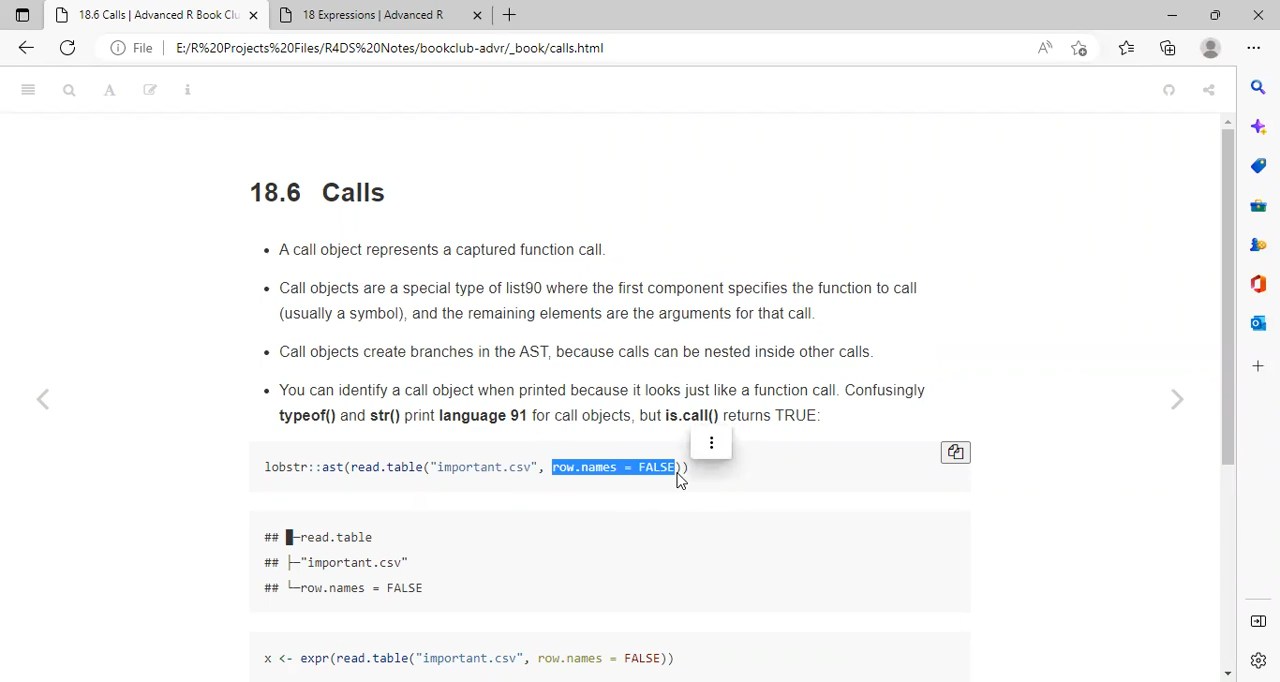 18.6 Calls | Advanced R Book Clu
18 Expressions | Advanced R
File
E:/R%20Projects%20Files/R4DS%20Notes/bookclub-advr/_book/calls.html
18.6 Calls
• A call object represents a captured function call.
• Call objects are a special type of list90 where the first component specifies the function to call
(usually a symbol), and the remaining elements are the arguments for that call.
• Call objects create branches in the AST, because calls can be nested inside other calls.
• You can identify a call object when printed because it looks just like a function call. Confusingly
typeof() and str() print language 91 for call objects, but is.call() returns TRUE:
lobstr::ast(read.table("important.csv", row.names = FALSE))
## █─read.table
## ├─"important.csv"
## └─row.names = FALSE
x <- expr(read.table("important.csv", row.names = FALSE))